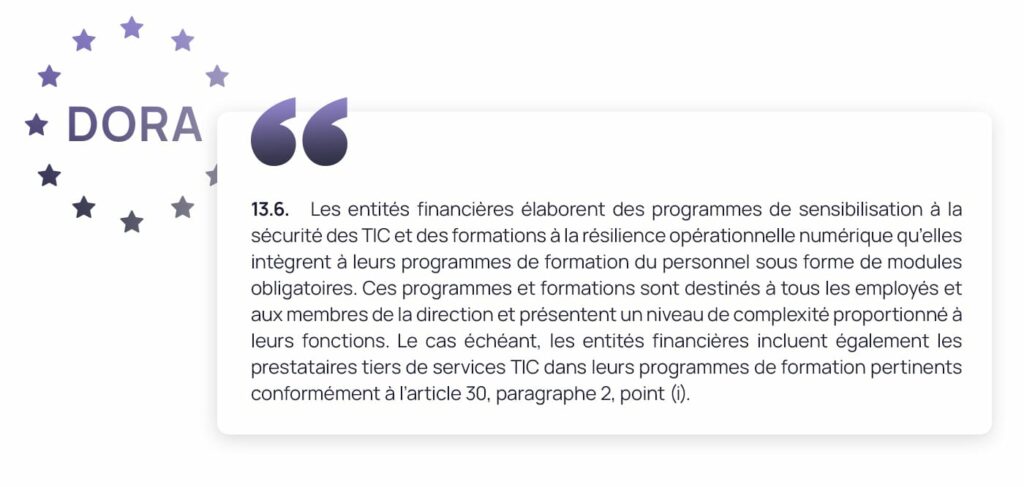 DORA
13.6. Les entités financières élaborent des programmes de sensibilisation à la
sécurité des TIC et des formations à la résilience opérationnelle numérique qu'elles
intègrent à leurs programmes de formation du personnel sous forme de modules
obligatoires. Ces programmes et formations sont destinés à tous les employés et
aux membres de la direction et présentent un niveau de complexité proportionné à
leurs fonctions. Le cas échéant, les entités financières incluent également les
prestataires tiers de services TIC dans leurs programmes de formation pertinents
conformément à l'article 30, paragraphe 2, point (i).